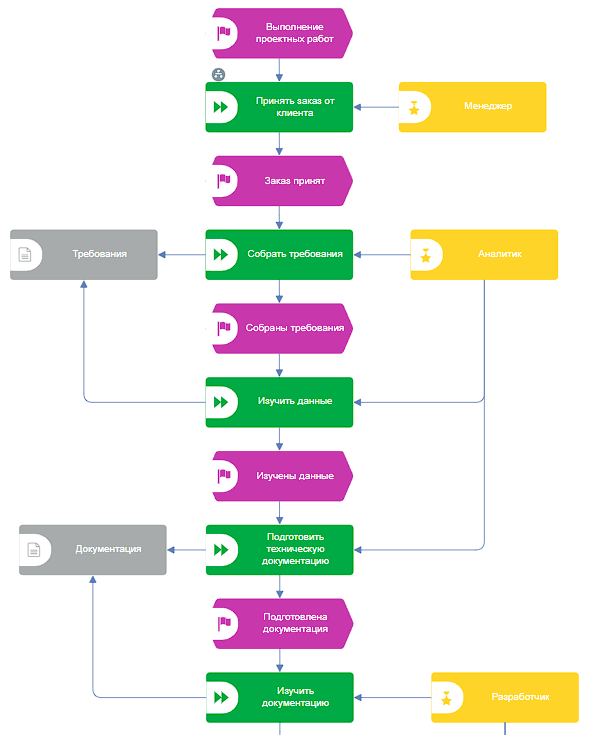 Выполнение
проектных работ
Принять заказ от
клиента
Менеджер
Заказ принят
Требования
Собрать требования
Аналитик
Собраны требования
Изучить данные
Изучены данные
Документация
Подготовить
техническую
документацию
Подготовлена
документация
Изучить
документацию
Разработчик